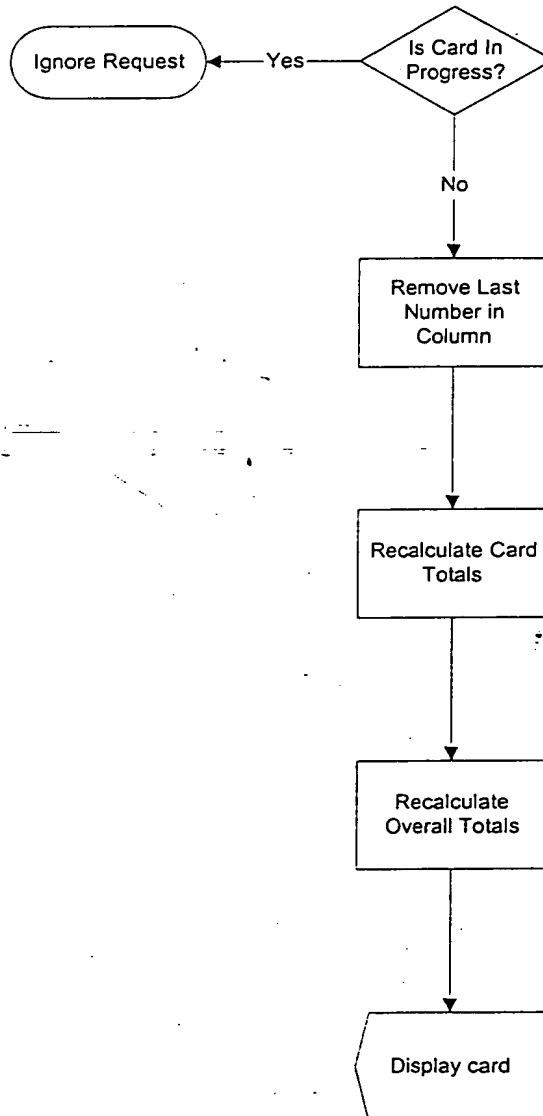 Ignore Request
Yes
Is Card In
Progress?
No
Remove Last
Number in
Column
Recalculate Card
Totals
Recalculate
Overall Totals
Display card